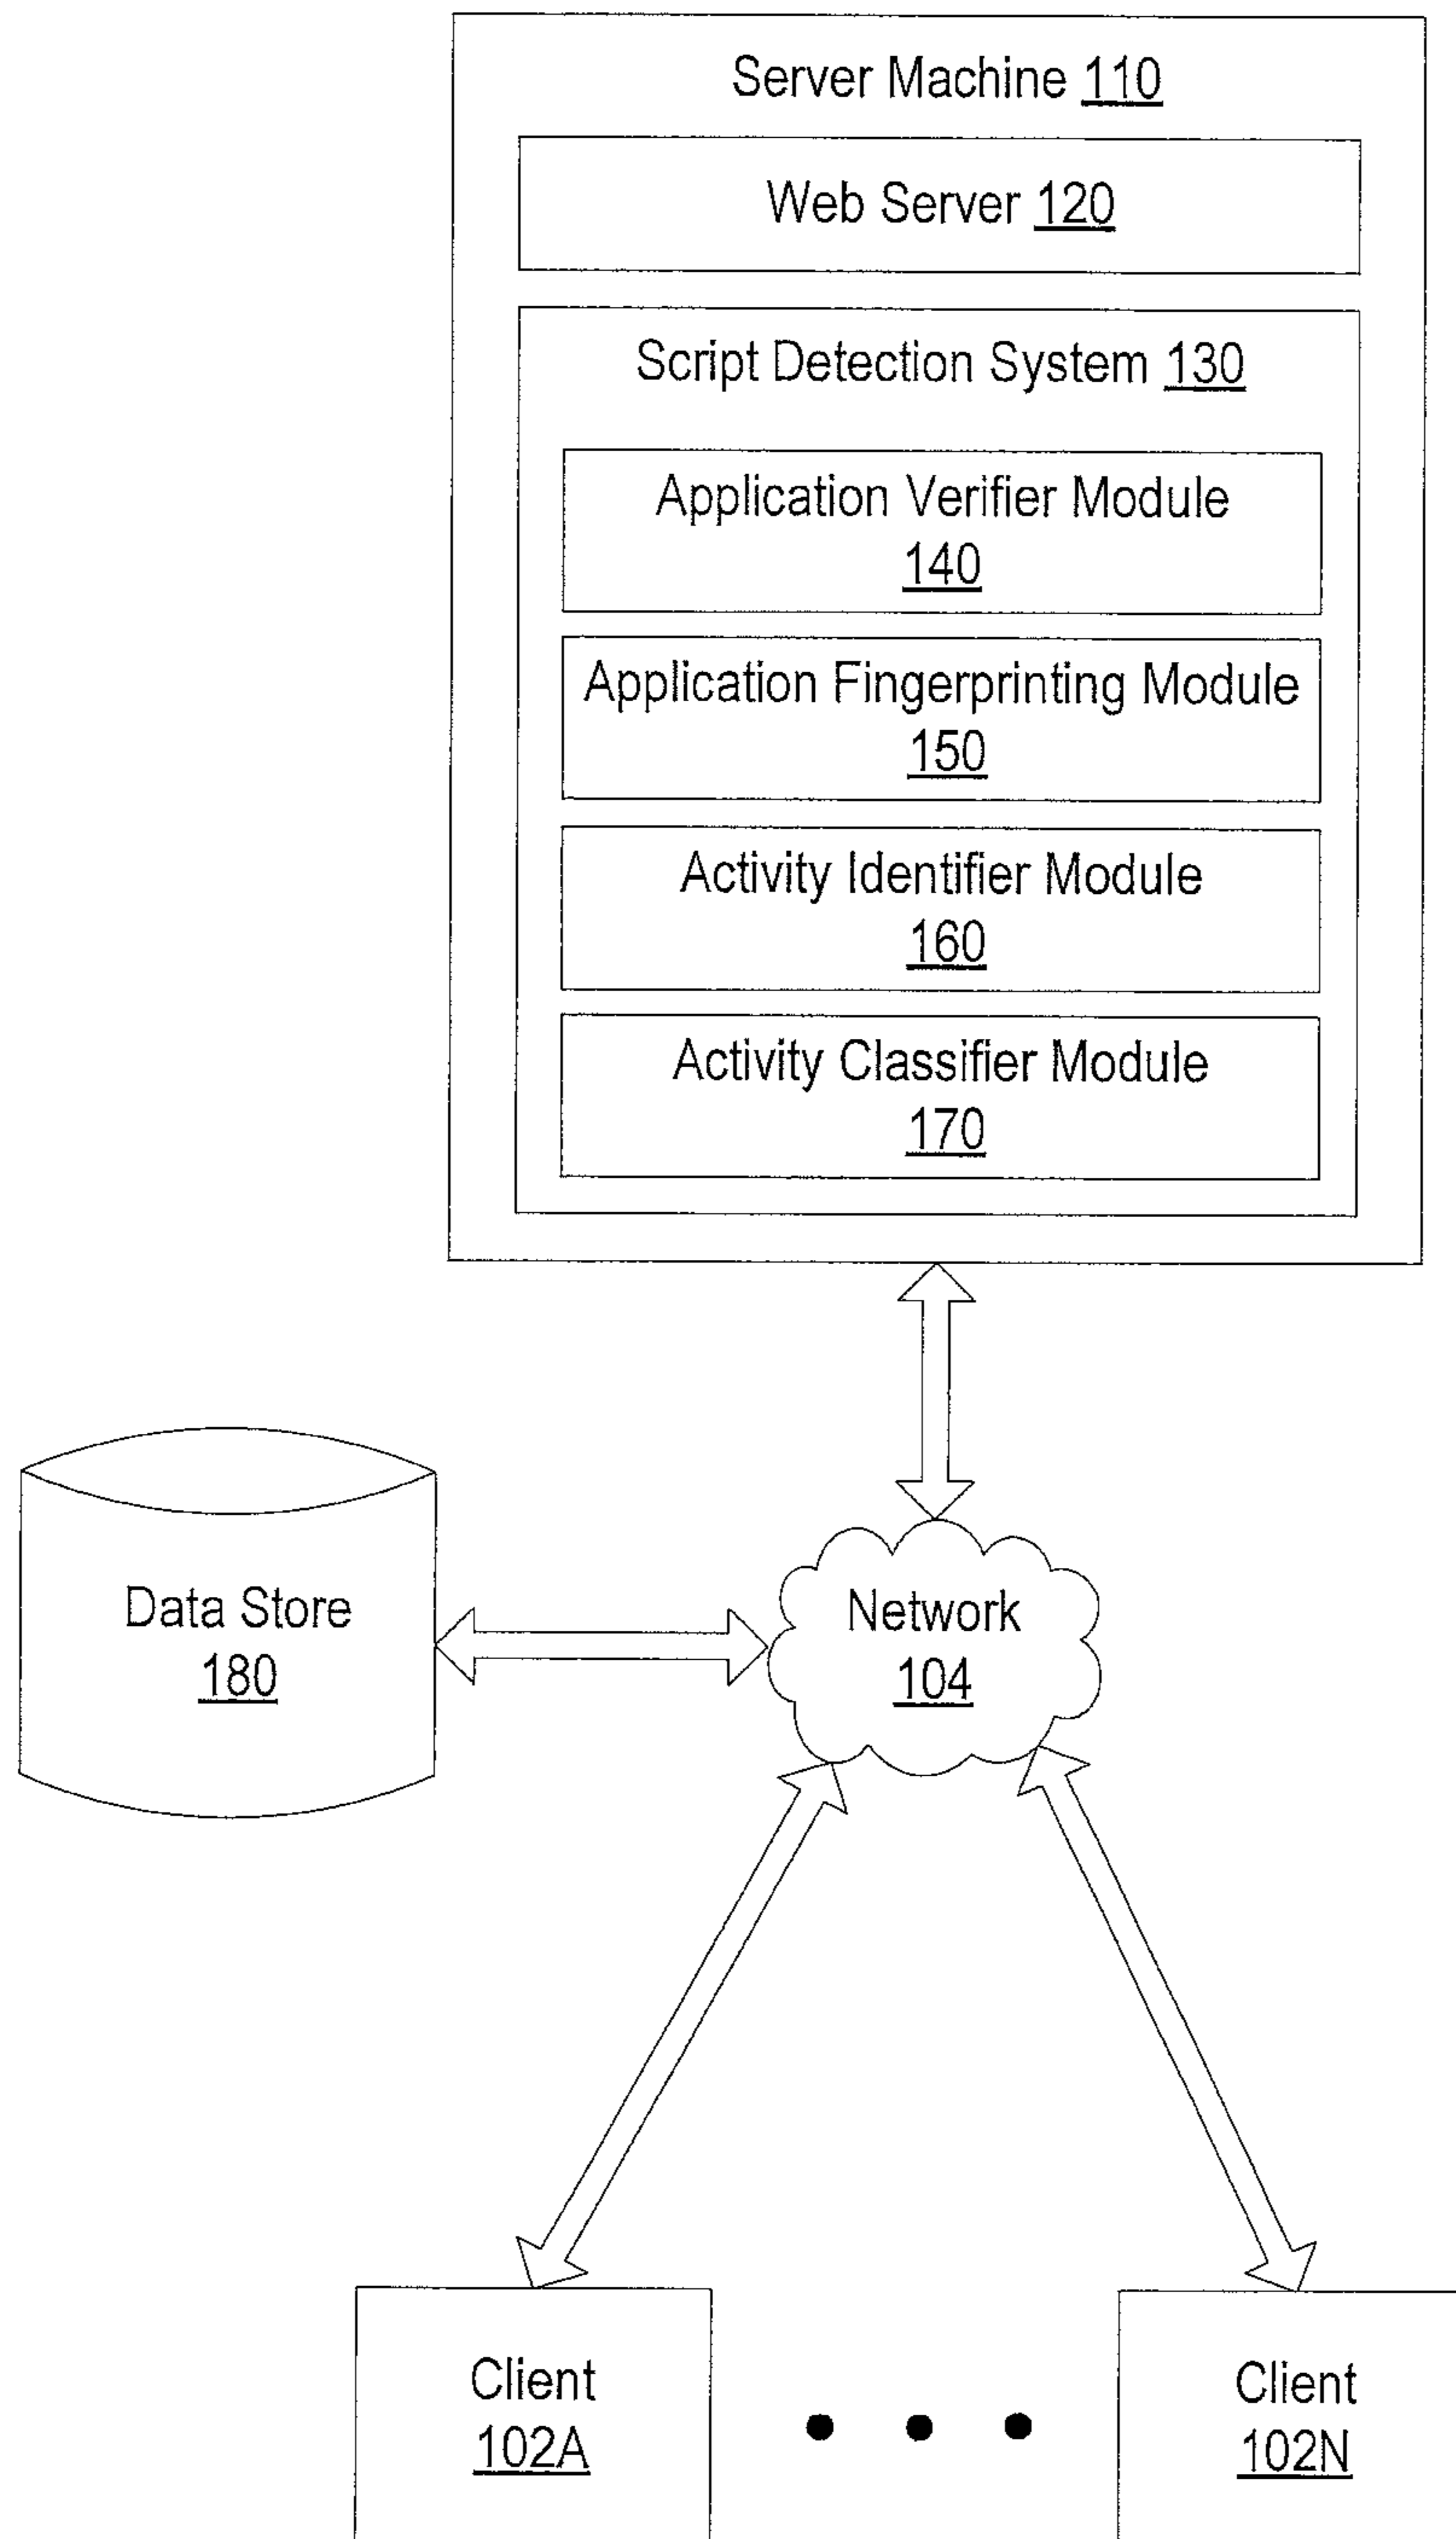 Server Machine 110
Web Server 120
Script Detection System 130
Application Verifier Module
140
Application Fingerprinting Module
150
Activity Identifier Module
160
Activity Classifier Module
170
Data Store
180
Network
104
Client
102A
Client
102N